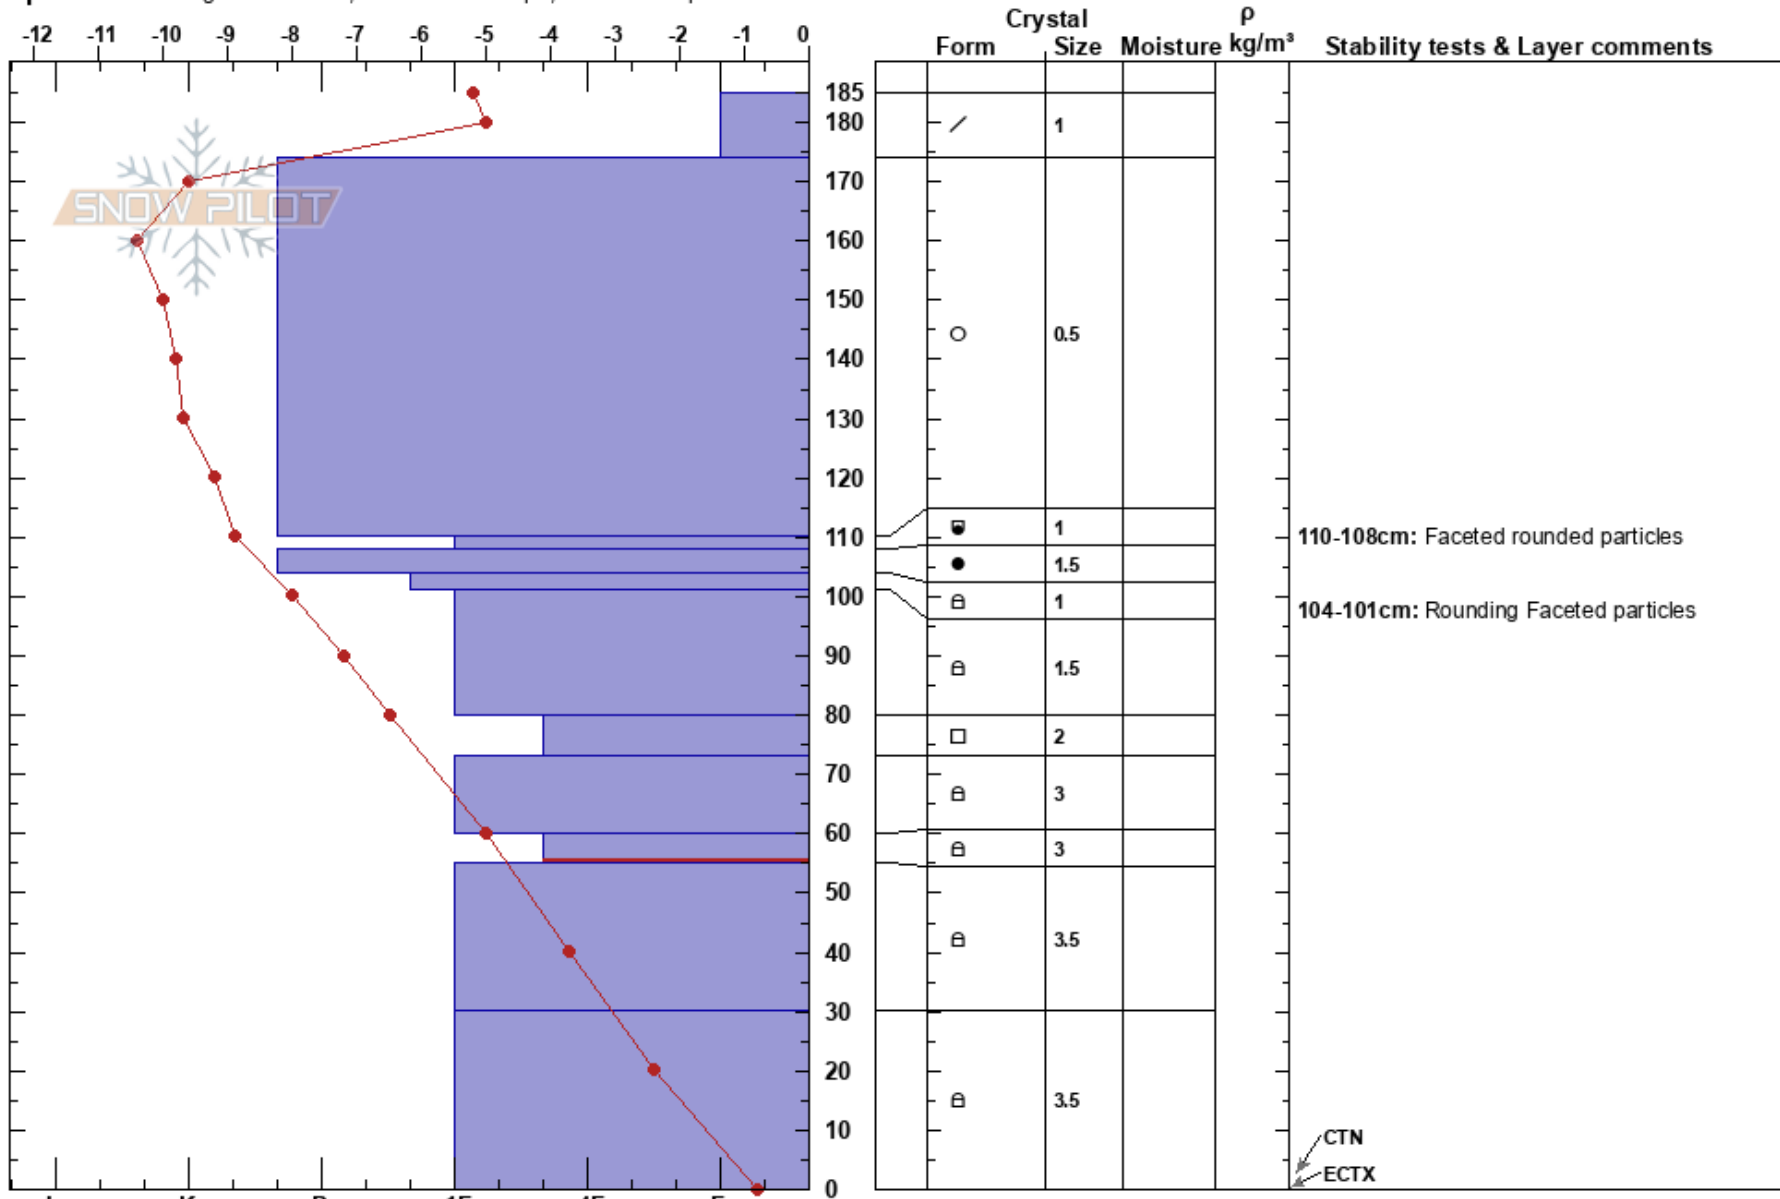 Crystal ρ
-12 -11 -10 -9 -8 -7 -6 -5 -4 -3 -2 -1 0 Form Size Moisture kg/m³ Stability tests & Layer comments
185
180 1
170
SNOW PILOT
160
150
140 0.5
130
120
110 1 110-108cm: Faceted rounded particles
1.5
100 1 104-101cm: Rounding Faceted particles
90 1.5
80 2
70 3
60 3
50
40 3.5
30
20 3.5
10 CTN
0 ECTX